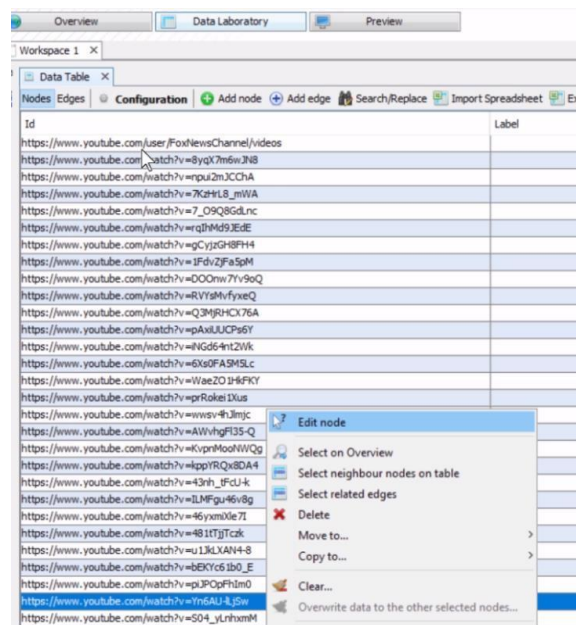 Overview Data Laboratory Preview
Workspace 1 X
Data Table X
Nodes Edges Configuration Add node Add edge Search/Replace Import Spreadsheet Ex
Id Label
https://www.youtube.com/user/FoxNewsChannel/videos
https://www.youtube.com/watch?v=8yqX7m6wJN8
https://www.youtube.com/watch?v=npui2mJCChA
https://www.youtube.com/watch?v=7KzHrL8_mWA
https://www.youtube.com/watch?v=7_O9Q8GdLnc
https://www.youtube.com/watch?v=rqIhMd9JEdE
https://www.youtube.com/watch?v=gCyjzGH8FH4
https://www.youtube.com/watch?v=1FdvZjFaSpM
https://www.youtube.com/watch?v=DOOnw7Yv9oQ
https://www.youtube.com/watch?v=RVYsMvfyxeQ
https://www.youtube.com/watch?v=Q3MjRHCX76A
https://www.youtube.com/watch?v=pAxiUUCPs6Y
https://www.youtube.com/watch?v=iNGd64nt2Wk
https://www.youtube.com/watch?v=6Xs0FA5M5Lc
https://www.youtube.com/watch?v=WaeZO1HkFKY
https://www.youtube.com/watch?v=prRokei1Xus
https://www.youtube.com/watch?v=wwsv4hJlmjc
Edit node
https://www.youtube.com/watch?v=AWvhgFl35-Q
https://www.youtube.com/watch?v=KvpnMooNWQg
Select on Overview
https://www.youtube.com/watch?v=kppYRQx8DA4
Select neighbour nodes on table
https://www.youtube.com/watch?v=43nh_tFcU-k
Select related edges
https://www.youtube.com/watch?v=ILMFgu46v8g
Delete
https://www.youtube.com/watch?v=46yxmiXle7I
Move to...
https://www.youtube.com/watch?v=481tTjjTczk
Copy to...
https://www.youtube.com/watch?v=u1JkLXAN4-8
https://www.youtube.com/watch?v=bEKYc61b0_E
Clear...
https://www.youtube.com/watch?v=piJPOpFhIm0
Overwrite data to the other selected nodes...
https://www.youtube.com/watch?v=Yn6AU-lLjSw
https://www.youtube.com/watch?v=S04_yLnhxmM